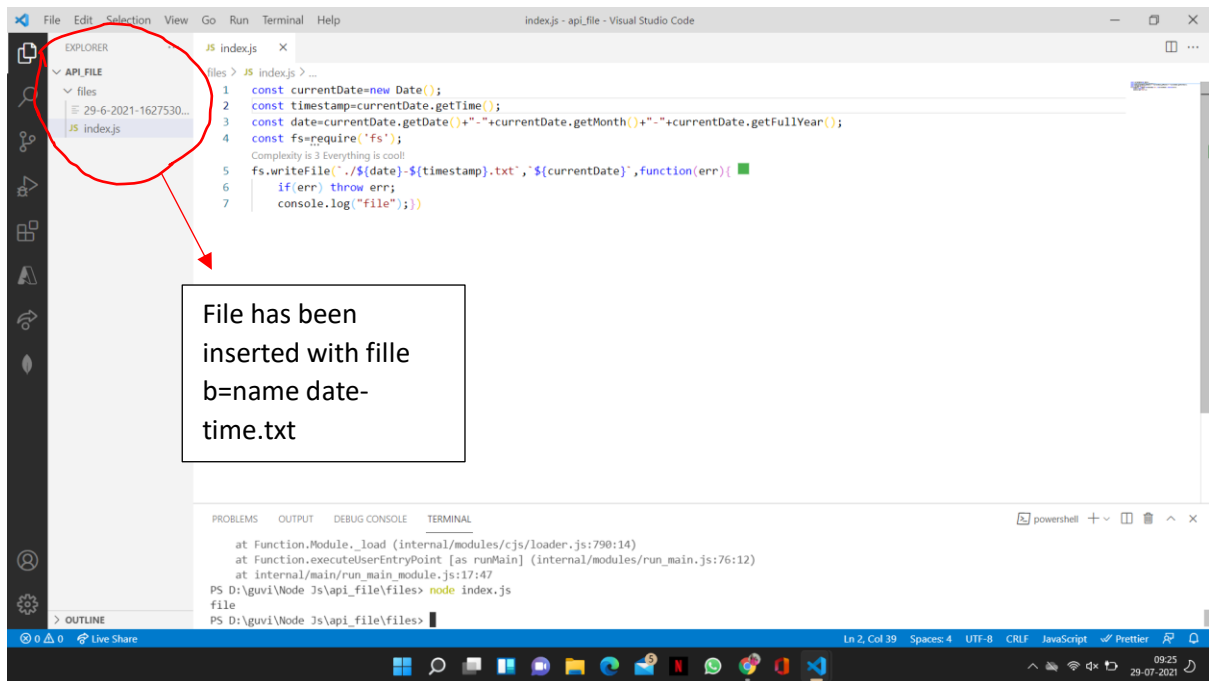 File Edit Selection View Go Run Terminal Help index.js - api_file - Visual Studio Code
EXPLORER
JS index.js
API_FILE
files > JS index.js > ...
files
29-6-2021-1627530...
JS index.js
1 const currentDate=new Date();
2 const timestamp=currentDate.getTime();
3 const date=currentDate.getDate()+"-"+currentDate.getMonth()+"-"+currentDate.getFullYear();
4 const fs=require('fs');
Complexity is 3 Everything is cool!
5 fs.writeFile(`./${date}-${timestamp}.txt`,`${currentDate}`,function(err){
6 if(err) throw err;
7 console.log("file");})
File has been
inserted with fille
b=name date-
time.txt
PROBLEMS OUTPUT DEBUG CONSOLE TERMINAL powershell
at Function.Module._load (internal/modules/cjs/loader.js:790:14)
at Function.executeUserEntryPoint [as runMain] (internal/modules/run_main.js:76:12)
at internal/main/run_main_module.js:17:47
PS D:\guvi\Node Js\api_file\files> node index.js
file
PS D:\guvi\Node Js\api_file\files>
> OUTLINE
0 0 Live Share Ln 2, Col 39 Spaces: 4 UTF-8 CRLF JavaScript Prettier
5 N
09:25
29-07-2021